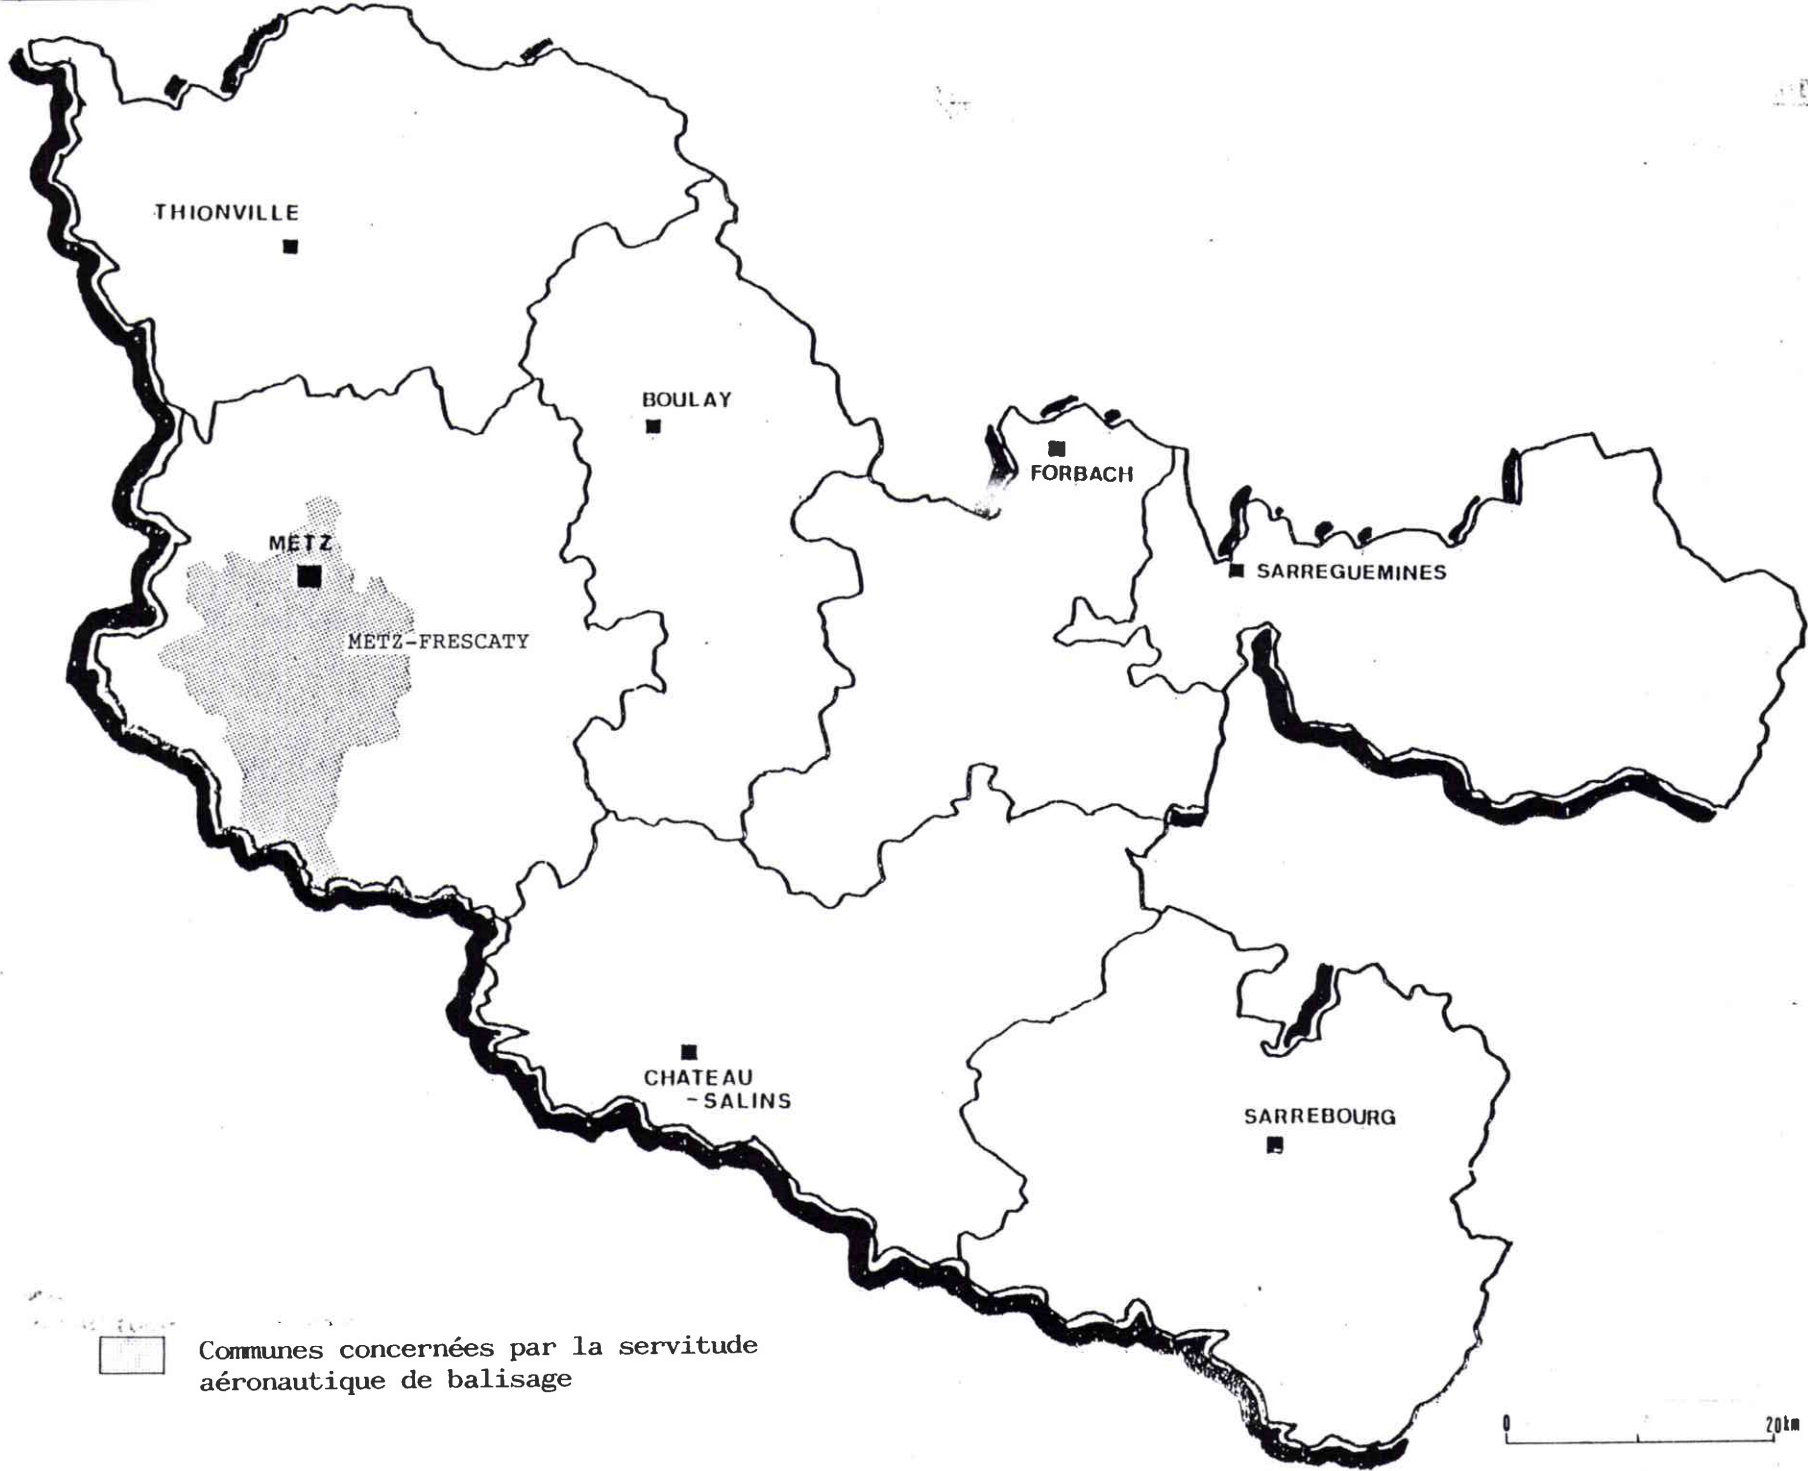 THIONVILLE
BOULAY
FORBACH
METZ
SARREGUEMINES
METZ-FRESCATY
CHATEAU
-SALINS
SARREBOURG
Communes concernées par la servitude
aéronautique de balisage
0 20km